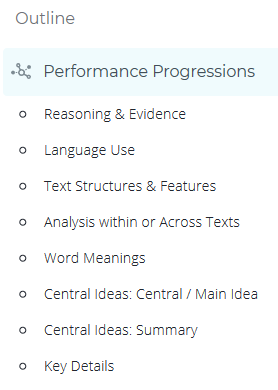 Outline
Performance Progressions
Reasoning & Evidence
Language Use
Text Structures & Features
Analysis within or Across Texts
Word Meanings
Central Ideas: Central / Main Idea
Central Ideas: Summary
Key Details